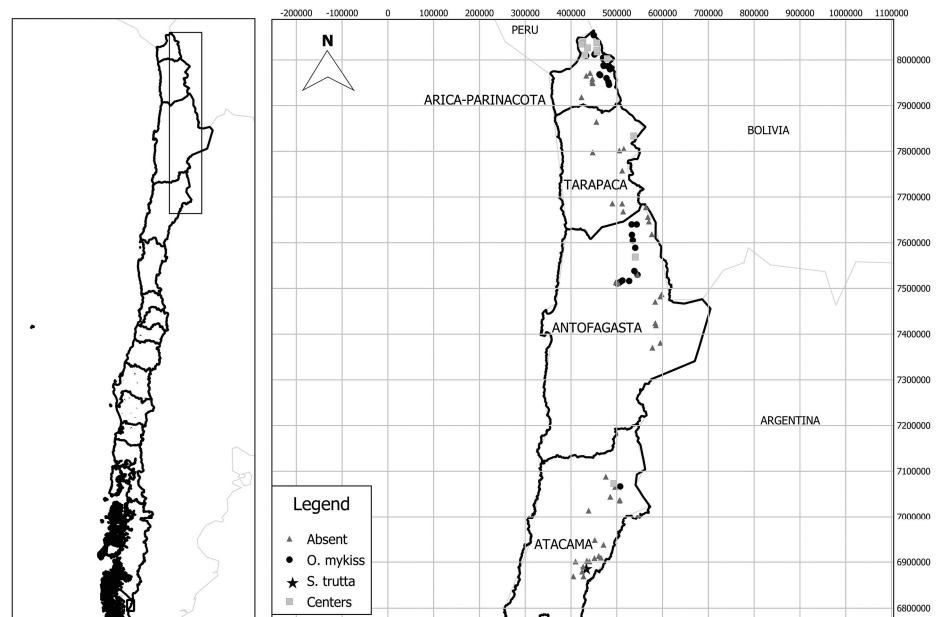 -200000 -100000 0 100000 200000 300000 400000 500000 600000 700000 800000 900000 1000000 1100000
PERU
N
8000000
ARICA-PARINACOTA
7900000
BOLIVIA
7800000
TARAPACA
7700000
7600000
7500000
ANTOFAGASTA
7400000
7300000
ARGENTINA
7200000
7100000
Legend
7000000
Absent
ATACAMA
O. mykiss
6900000
S. trutta
Centers
6800000